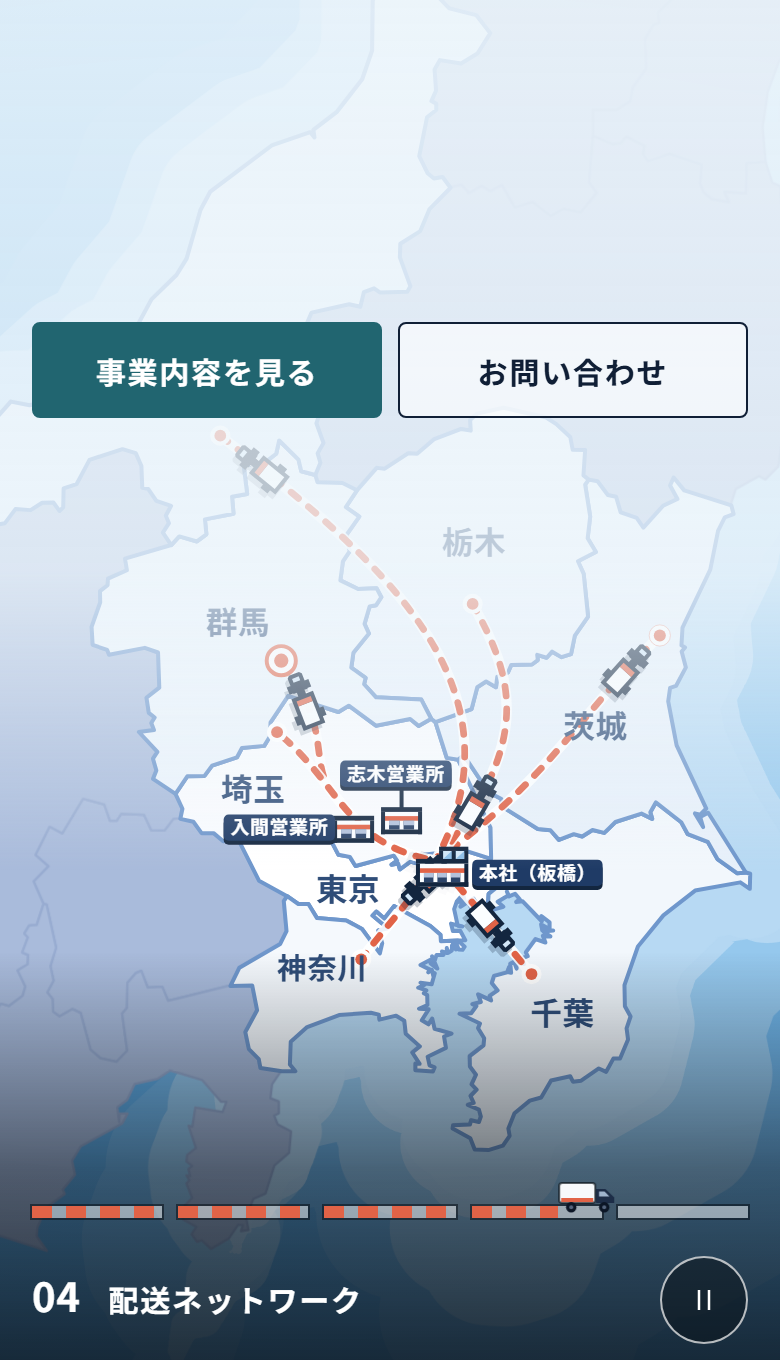 事業内容を見る
お問い合わせ
栃木
群馬
茨城
志木営業所
埼玉
入間営業所
本社（板橋）
東京
神奈川
千葉
04 配送ネットワーク